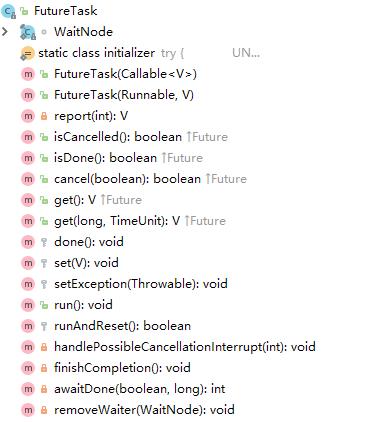 FutureTask
WaitNode
static class initializer try { UN...
FutureTask(Callable<V>)
FutureTask(Runnable, V)
report(int): V
isCancelled(): boolean ↑Future
isDone(): boolean ↑Future
cancel(boolean): boolean ↑Future
get(): V ↑Future
get(long, TimeUnit): V ↑Future
done(): void
set(V): void
setException(Throwable): void
run(): void
runAndReset(): boolean
handlePossibleCancellationInterrupt(int): void
finishCompletion(): void
awaitDone(boolean, long): int
removeWaiter(WaitNode): void